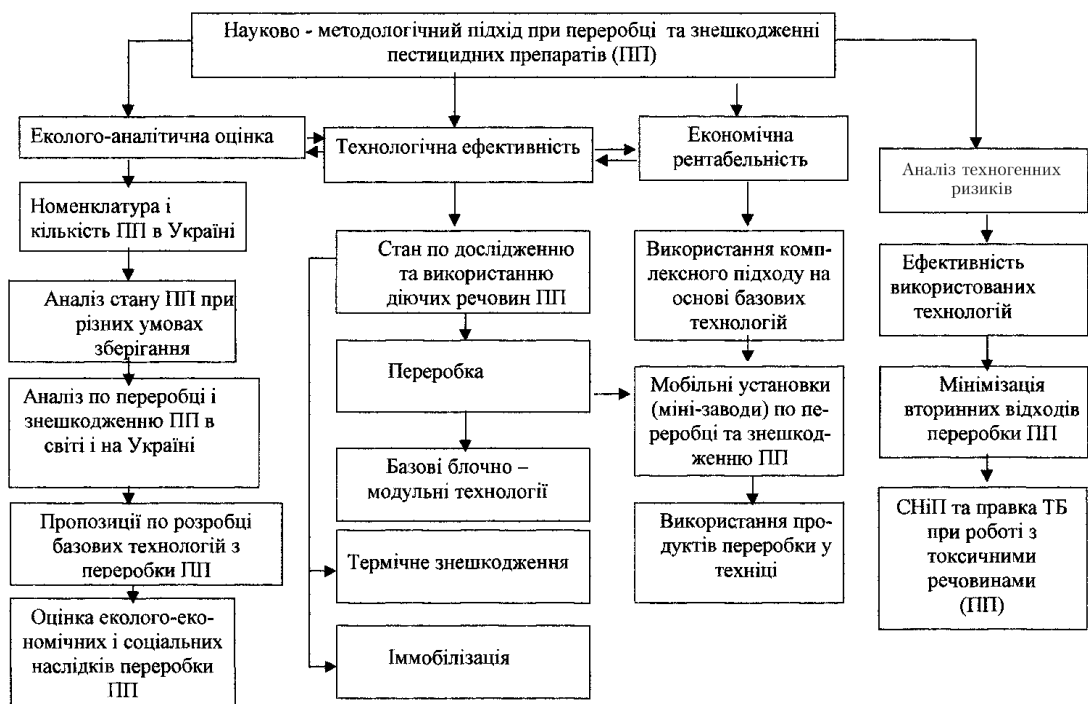 Науково - методологічний підхід при переробці та знешкодженні
пестицидних препаратів (ПП)
Еколого-аналітична оцінка
Номенклатура і
кількість ПП в Україні
Аналіз стану ПП при
різних умовах
зберігання
Аналіз по переробці і
знешкодженню ПП в
світі і на Україні
Пропозиції по розробці
базових технологій з
переробки ПП
Оцінка еколого-еко-
номічних і соціальних
наслідків переробки
ПП
Технологічна ефективність
Стан по дослідженню
та використанню
діючих речовин ПП
Переробка
Базові блочно –
модульні технології
Термічне знешкодження
Іммобілізація
Економічна
рентабельність
Використання комп-
лексного підходу на
основі базових
технологій
Мобільні установки
(міні-заводи) по пе-
реробці та знешкод-
женню ПП
Використання про-
дуктів переробки у
техніці
Аналіз техногенних
ризиків
Ефективність
використованих
технологій
Мінімізація
вторинних відходів
переробки ПП
СНіП та правка ТБ
при роботі з
токсичними
речовинами
(ПП)